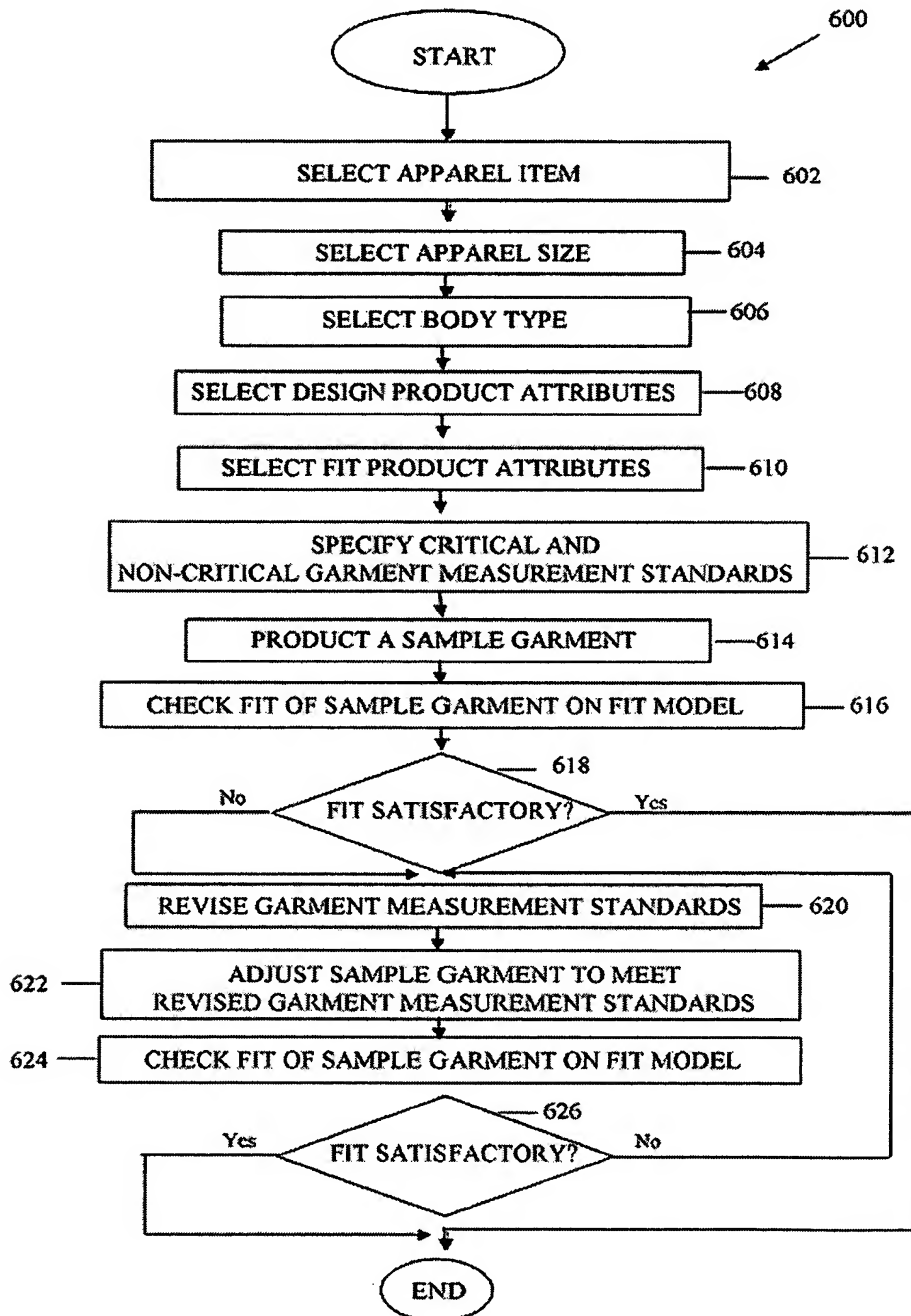 600
START
SELECT APPAREL ITEM
602
SELECT APPAREL SIZE
604
SELECT BODY TYPE
606
SELECT DESIGN PRODUCT ATTRIBUTES
608
SELECT FIT PRODUCT ATTRIBUTES
610
SPECIFY CRITICAL AND
NON-CRITICAL GARMENT MEASUREMENT STANDARDS
612
PRODUCT A SAMPLE GARMENT
614
CHECK FIT OF SAMPLE GARMENT ON FIT MODEL
616
618
No
FIT SATISFACTORY?
Yes
REVISE GARMENT MEASUREMENT STANDARDS
620
622
ADJUST SAMPLE GARMENT TO MEET
REVISED GARMENT MEASUREMENT STANDARDS
624
CHECK FIT OF SAMPLE GARMENT ON FIT MODEL
626
Yes
FIT SATISFACTORY?
No
END